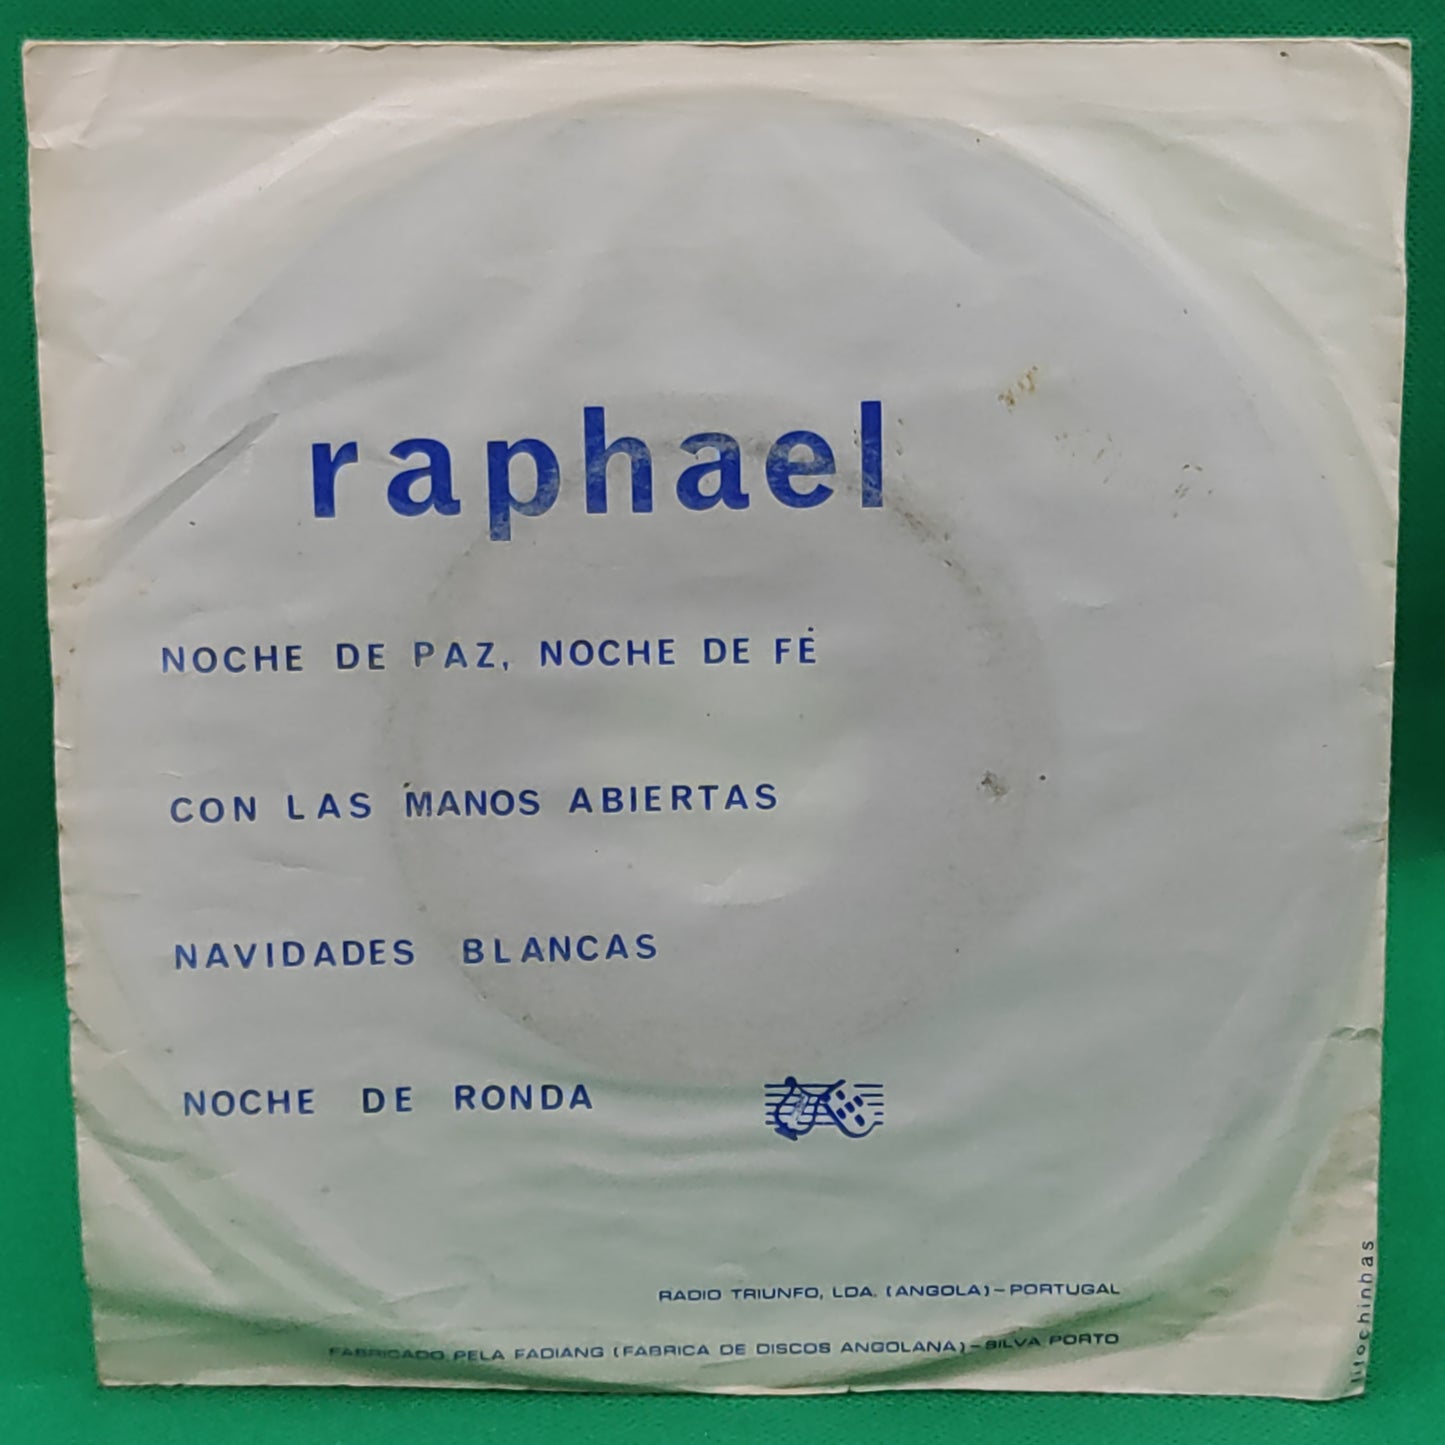 raphael
NOCHE DE PAZ, NOCHE DE FÉ
CON LAS MANOS ABIERTAS
NAVIDADES BLANCAS
NOCHE DE RONDA
RADIO TRIUNFO, LDA. (ANGOLA)-PORTUGAL
FABRICADO PELA FADIANG (FABRICA DE DISCOS ANGOLANA)-SILVA PORTO